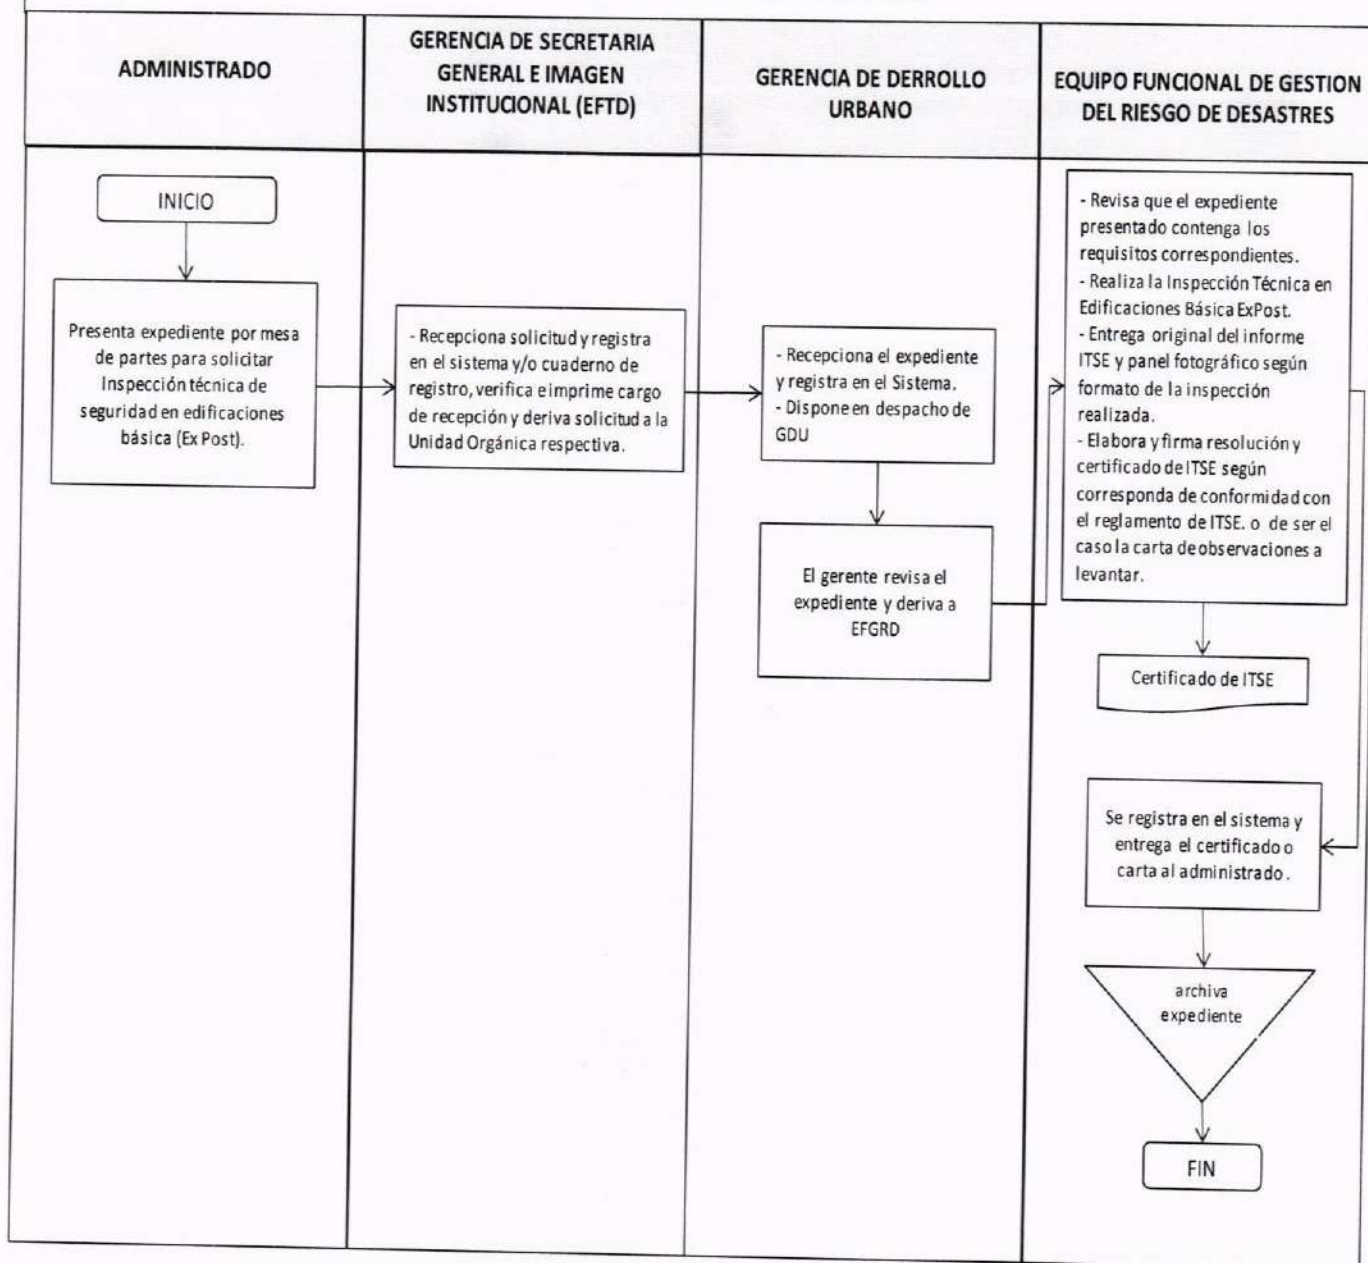 ADMINISTRADO
GERENCIA DE SECRETARIA
GENERAL E IMAGEN
INSTITUCIONAL (EFTD)
GERENCIA DE DERROLLO
URBANO
EQUIPO FUNCIONAL DE GESTION
DEL RIESGO DE DESASTRES
INICIO
Presenta expediente por mesa
de partes para solicitar
Inspección técnica de
seguridad en edificaciones
básica (Ex Post).
- Recepciona solicitud y registra
en el sistema y/o cuaderno de
registro, verifica e imprime cargo
de recepción y deriva solicitud a la
Unidad Orgánica respectiva.
- Recepciona el expediente
y registra en el Sistema.
- Dispone en despacho de
GDU
El gerente revisa el
expediente y deriva a
EFGRD
- Revisa que el expediente
presentado contenga los
requisitos correspondientes.
- Realiza la Inspección Técnica en
Edificaciones Básica ExPost.
- Entrega original del informe
ITSE y panel fotográfico según
formato de la inspección
realizada.
- Elabora y firma resolución y
certificado de ITSE según
corresponda de conformidad con
el reglamento de ITSE. o de ser el
caso la carta de observaciones a
levantar.
Certificado de ITSE
Se registra en el sistema y
entrega el certificado o
carta al administrado.
archiva
expediente
FIN